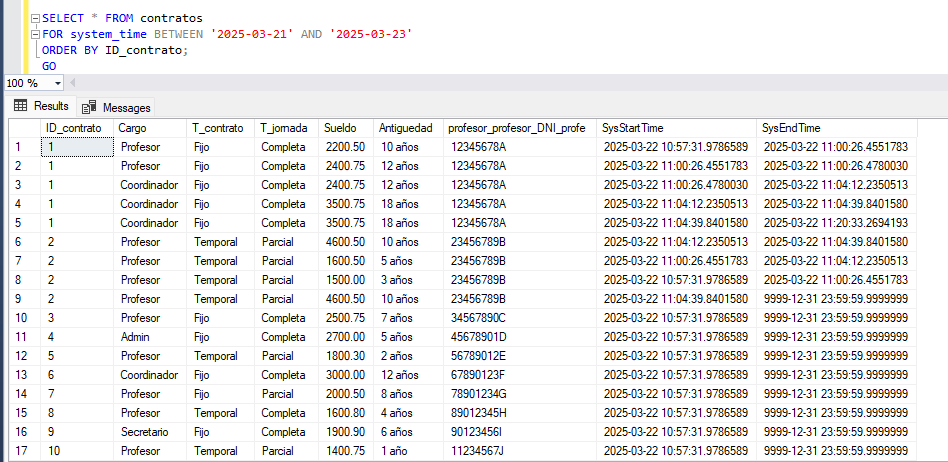 SELECT * FROM contratos
FOR system_time BETWEEN '2025-03-21' AND '2025-03-23'
ORDER BY ID_contrato;
GO
100 %
Results Messages
ID_contrato Cargo T_contrato T_jornada Sueldo Antiguedad profesor_profesor_DNI_profe SysStartTime SysEndTime
1 1 Profesor Fijo Completa 2200.50 10 años 12345678A 2025-03-22 10:57:31.9786589 2025-03-22 11:00:26.4551783
2 1 Profesor Fijo Completa 2400.75 12 años 12345678A 2025-03-22 11:00:26.4551783 2025-03-22 11:00:26.4780030
3 1 Coordinador Fijo Completa 2400.75 12 años 12345678A 2025-03-22 11:00:26.4780030 2025-03-22 11:04:12.2350513
4 1 Coordinador Fijo Completa 3500.75 18 años 12345678A 2025-03-22 11:04:12.2350513 2025-03-22 11:04:39.8401580
5 1 Coordinador Fijo Completa 3500.75 18 años 12345678A 2025-03-22 11:04:39.8401580 2025-03-22 11:20:33.2694193
6 2 Profesor Temporal Parcial 4600.50 10 años 23456789B 2025-03-22 11:04:12.2350513 2025-03-22 11:04:39.8401580
7 2 Profesor Temporal Parcial 1600.50 5 años 23456789B 2025-03-22 11:00:26.4551783 2025-03-22 11:04:12.2350513
8 2 Profesor Temporal Parcial 1500.00 3 años 23456789B 2025-03-22 10:57:31.9786589 2025-03-22 11:00:26.4551783
9 2 Profesor Temporal Parcial 4600.50 10 años 23456789B 2025-03-22 11:04:39.8401580 9999-12-31 23:59:59.9999999
10 3 Profesor Fijo Completa 2500.75 7 años 34567890C 2025-03-22 10:57:31.9786589 9999-12-31 23:59:59.9999999
11 4 Admin Fijo Completa 2700.00 5 años 45678901D 2025-03-22 10:57:31.9786589 9999-12-31 23:59:59.9999999
12 5 Profesor Temporal Parcial 1800.30 2 años 56789012E 2025-03-22 10:57:31.9786589 9999-12-31 23:59:59.9999999
13 6 Coordinador Fijo Completa 3000.00 12 años 67890123F 2025-03-22 10:57:31.9786589 9999-12-31 23:59:59.9999999
14 7 Profesor Fijo Parcial 2000.50 8 años 78901234G 2025-03-22 10:57:31.9786589 9999-12-31 23:59:59.9999999
15 8 Profesor Temporal Completa 1600.80 4 años 89012345H 2025-03-22 10:57:31.9786589 9999-12-31 23:59:59.9999999
16 9 Secretario Fijo Completa 1900.90 6 años 90123456I 2025-03-22 10:57:31.9786589 9999-12-31 23:59:59.9999999
17 10 Profesor Temporal Parcial 1400.75 1 año 11234567J 2025-03-22 10:57:31.9786589 9999-12-31 23:59:59.9999999